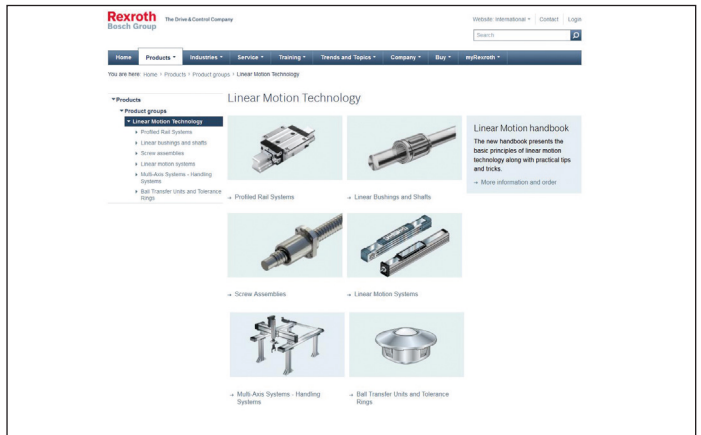 Rexroth
Bosch Group
The Drive & Control Company
Website: International
Contact
Login
Search
Home
Products
Industries
Service
Training
Trends and Topics
Company
Buy
myRexroth
You are here: Home › Products › Product groups › Linear Motion Technology
Products
Product groups
Linear Motion Technology
Profiled Rail Systems
Linear bushings and shafts
Screw assemblies
Linear motion systems
Multi-Axis Systems - Handling
Systems
Ball Transfer Units and Tolerance
Rings
Linear Motion Technology
→ Profiled Rail Systems
→ Linear Bushings and Shafts
→ Screw Assemblies
→ Linear Motion Systems
→ Multi-Axis Systems - Handling
Systems
→ Ball Transfer Units and Tolerance
Rings
Linear Motion handbook
The new handbook presents the
basic principles of linear motion
technology along with practical tips
and tricks.
→ More information and order